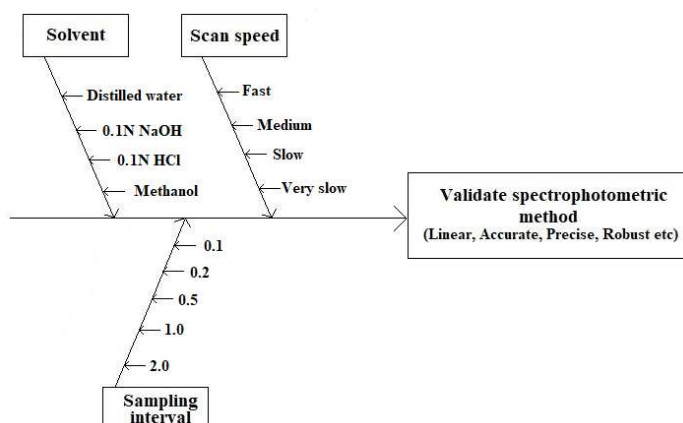 Solvent
Distilled water
0.1N NaOH
0.1N HCl
Methanol
Scan speed
Fast
Medium
Slow
Very slow
Validate spectrophotometric
method
(Linear, Accurate, Precise, Robust etc)
0.1
0.2
0.5
1.0
2.0
Sampling
interval